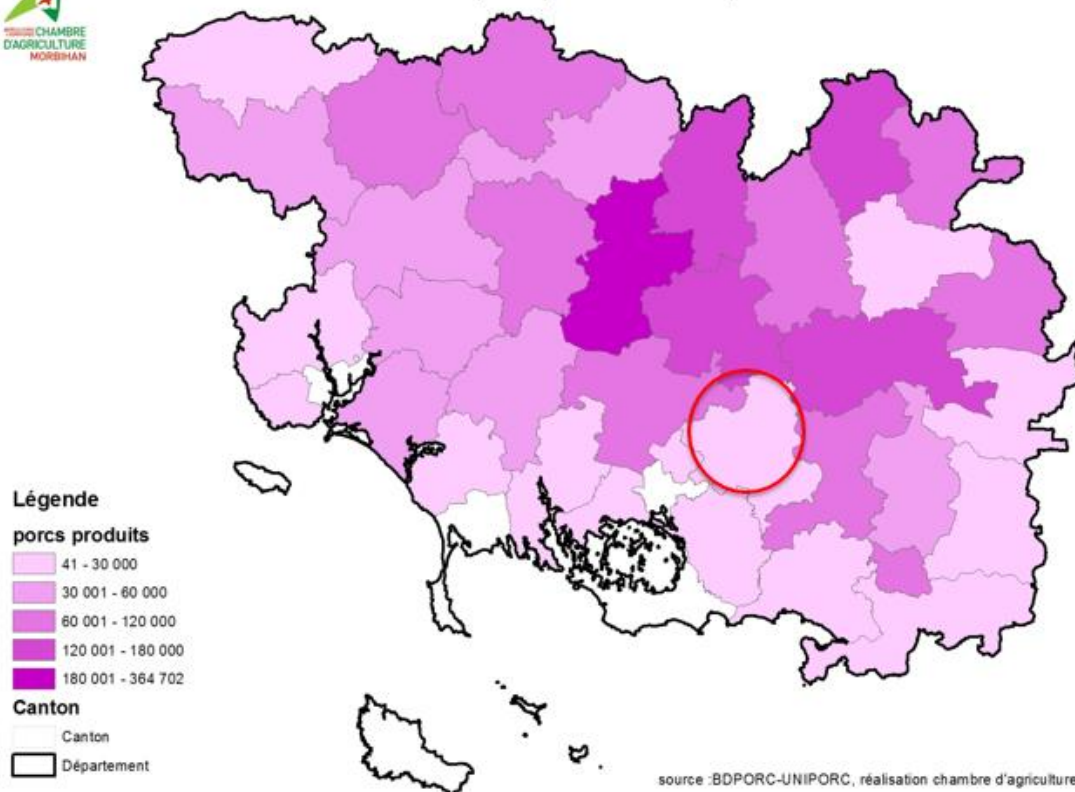 CHAMBRE
D'AGRICULTURE
MORBIHAN
Légende
porcs produits
41 - 30 000
30 001 - 60 000
60 001 - 120 000
120 001 - 180 000
180 001 - 364 702
Canton
Canton
Département
source :BDPORC-UNIPORC, réalisation chambre d'agriculture